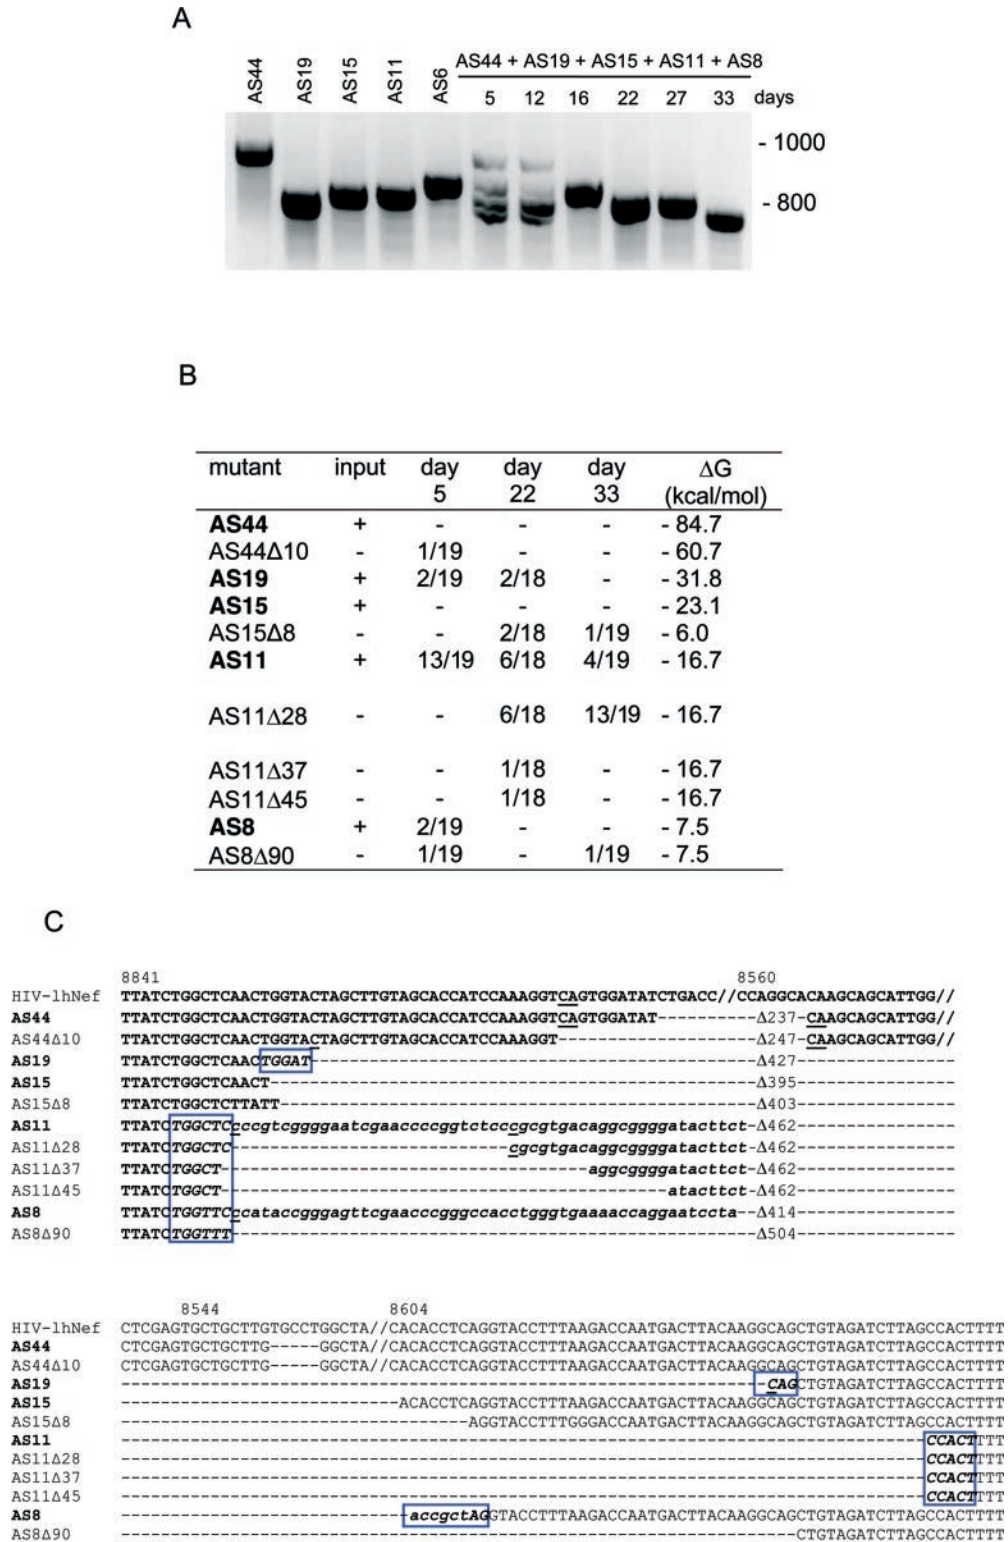 A
AS44 AS19 AS15 AS11 AS6 AS44 + AS19 + AS15 + AS11 + AS8
5 12 16 22 27 33 days
- 1000
- 800
B
mutant input day 5 day 22 day 33 ΔG (kcal/mol)
AS44 + - - - - 84.7
AS44Δ10 - 1/19 - - - 60.7
AS19 + 2/19 2/18 - - 31.8
AS15 + - - - - 23.1
AS15Δ8 - - 2/18 1/19 - 6.0
AS11 + 13/19 6/18 4/19 - 16.7
AS11Δ28 - - 6/18 13/19 - 16.7
AS11Δ37 - - 1/18 - - 16.7
AS11Δ45 - - 1/18 - - 16.7
AS8 + 2/19 - - - 7.5
AS8Δ90 - 1/19 - 1/19 - 7.5
C
8841 8560
HIV-lhNef TTATCTGGCTCAACTGGTACTAGCTTGTAGCACCATCCAAAGGTCAGTGGATATCTGACC//CCAGGCACAAGCAGCATTGG//
AS44 TTATCTGGCTCAACTGGTACTAGCTTGTAGCACCATCCAAAGGTCAGTGGATAT----------Δ237-CAAGCAGCATTGG//
AS44Δ10 TTATCTGGCTCAACTGGTACTAGCTTGTAGCACCATCCAAAGGT--------------------Δ247-CAAGCAGCATTGG//
AS19 TTATCTGGCTCAACTGGAT---------------------------------------------Δ427----------------
AS15 TTATCTGGCTCAACT-------------------------------------------------Δ395----------------
AS15Δ8 TTATCTGGCTCTTATT------------------------------------------------Δ403----------------
AS11 TTATCTGGCTCcccgtcggggaatcgaaccccggtctcccgcgtgacaggcggggatacttct-Δ462----------------
AS11Δ28 TTATCTGGCTC----------------------------cgcgtgacaggcggggatacttct-Δ462----------------
AS11Δ37 TTATCTGGCT-------------------------------------aggcggggatacttct-Δ462----------------
AS11Δ45 TTATCTGGCT---------------------------------------------atacttct-Δ462----------------
AS8 TTATCTGGTTCccataccgggagttcgaacccgggccacctgggtgaaaaccaggaatccta--Δ414----------------
AS8Δ90 TTATCTGGTTT-----------------------------------------------------Δ504----------------
8544 8604
HIV-lhNef CTCGAGTGCTGCTTGTGCCTGGCTA//CACACCTCAGGTACCTTTAAGACCAATGACTTACAAGGCAGCTGTAGATCTTAGCCACTTTT
AS44 CTCGAGTGCTGCTTG-----GGCTA//CACACCTCAGGTACCTTTAAGACCAATGACTTACAAGGCAGCTGTAGATCTTAGCCACTTTT
AS44Δ10 CTCGAGTGCTGCTTG-----GGCTA//CACACCTCAGGTACCTTTAAGACCAATGACTTACAAGGCAGCTGTAGATCTTAGCCACTTTT
AS19 -----------------------------------------------------------------CAGCTGTAGATCTTAGCCACTTTT
AS15 ----------------------------ACACCTCAGGTACCTTTAAGACCAATGACTTACAAGGCAGCTGTAGATCTTAGCCACTTTT
AS15Δ8 -----------------------------------AGGTACCTTTGGGACCAATGACTTACAAGGCAGCTGTAGATCTTAGCCACTTTT
AS11 --------------------------------------------------------------------------------CCACTTTT
AS11Δ28 --------------------------------------------------------------------------------CCACTTTT
AS11Δ37 --------------------------------------------------------------------------------CCACTTTT
AS11Δ45 --------------------------------------------------------------------------------CCACTTTT
AS8 -----------------------------accgctAGGTACCTTTAAGACCAATGACTTACAAGGCAGCTGTAGATCTTAGCCACTTTT
AS8Δ90 --------------------------------------------------------------------CTGTAGATCTTAGCCACTTTT